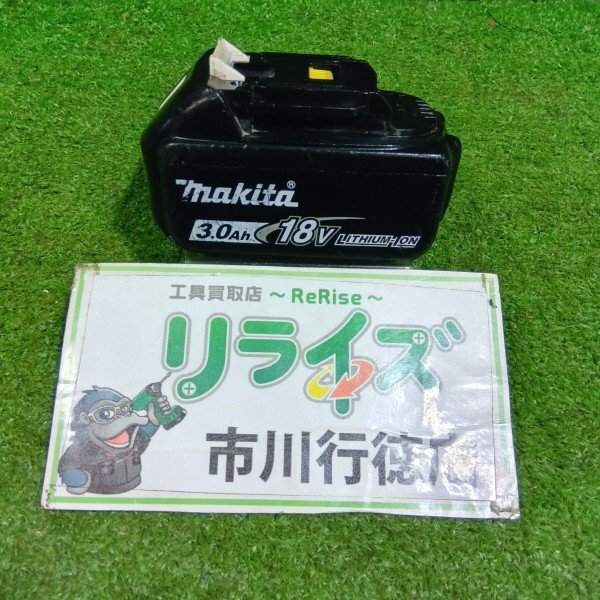 makita®
3.0Ah 18V LITHIUM-ION
工具買取店 ~ReRise~
リライズ
市川行徳店